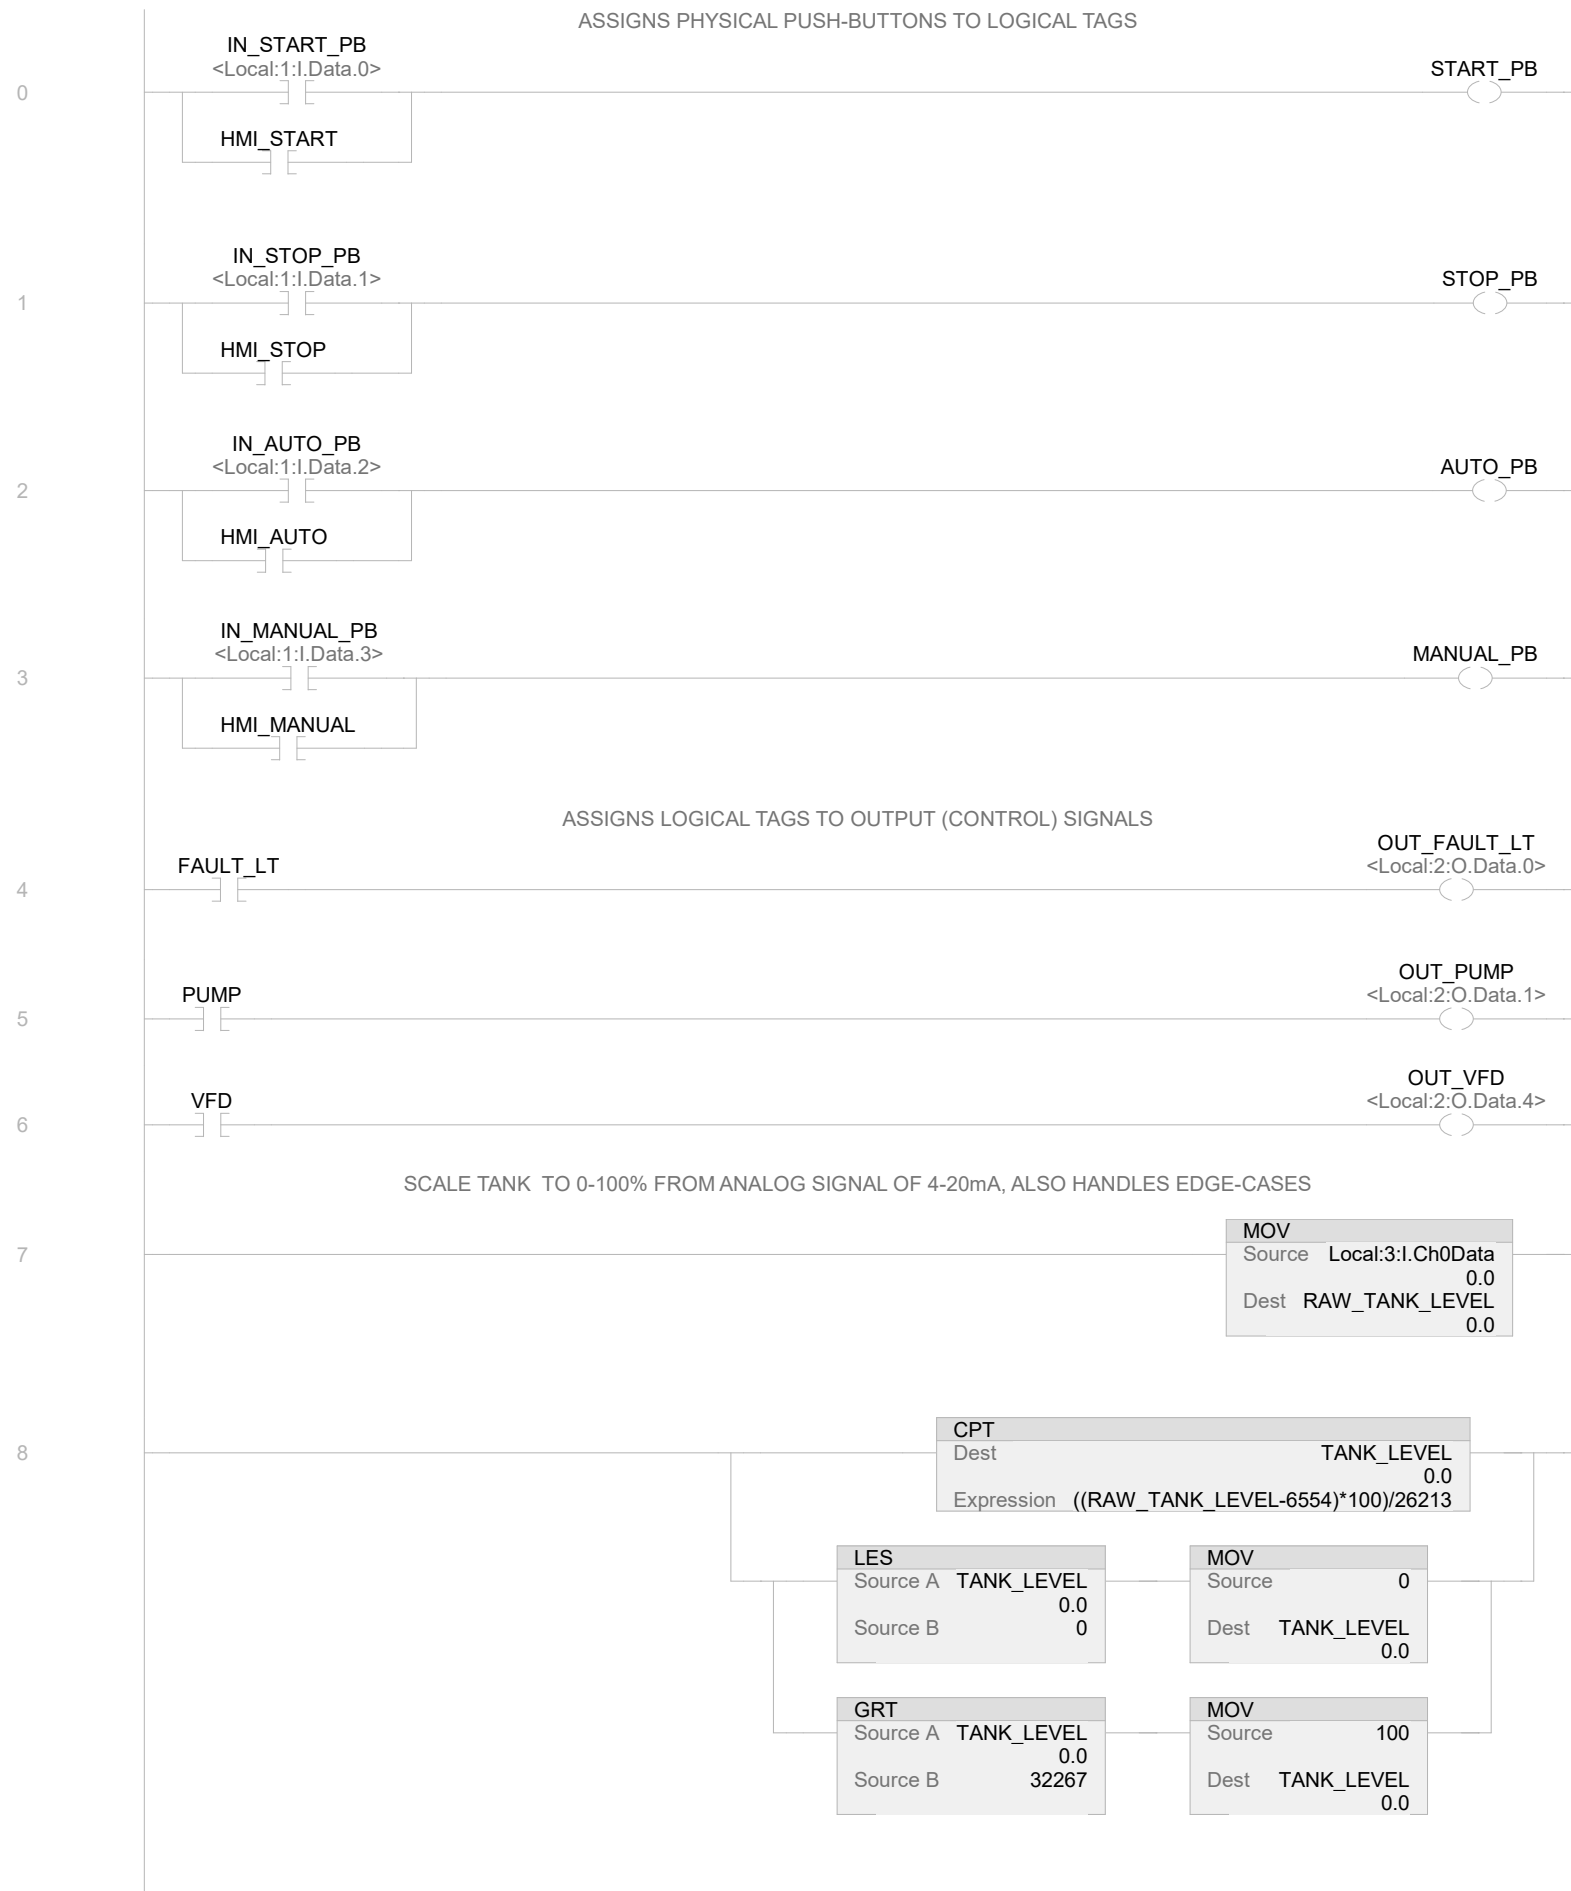 ASSIGNS PHYSICAL PUSH-BUTTONS TO LOGICAL TAGS
IN_START_PB
<Local:1:I.Data.0>
START_PB
0
HMI_START
IN_STOP_PB
<Local:1:I.Data.1>
STOP_PB
1
HMI_STOP
IN_AUTO_PB
<Local:1:I.Data.2>
AUTO_PB
2
HMI_AUTO
IN_MANUAL_PB
<Local:1:I.Data.3>
MANUAL_PB
3
HMI_MANUAL
ASSIGNS LOGICAL TAGS TO OUTPUT (CONTROL) SIGNALS
FAULT_LT
OUT_FAULT_LT
<Local:2:O.Data.0>
4
PUMP
OUT_PUMP
<Local:2:O.Data.1>
5
VFD
OUT_VFD
<Local:2:O.Data.4>
6
SCALE TANK  TO 0-100% FROM ANALOG SIGNAL OF 4-20mA, ALSO HANDLES EDGE-CASES
7
MOV
Source Local:3:I.Ch0Data
0.0
Dest RAW_TANK_LEVEL
0.0
8
CPT
Dest TANK_LEVEL
0.0
Expression ((RAW_TANK_LEVEL-6554)*100)/26213
LES
Source A TANK_LEVEL
0.0
Source B 0
MOV
Source 0
Dest TANK_LEVEL
0.0
GRT
Source A TANK_LEVEL
0.0
Source B 32267
MOV
Source 100
Dest TANK_LEVEL
0.0